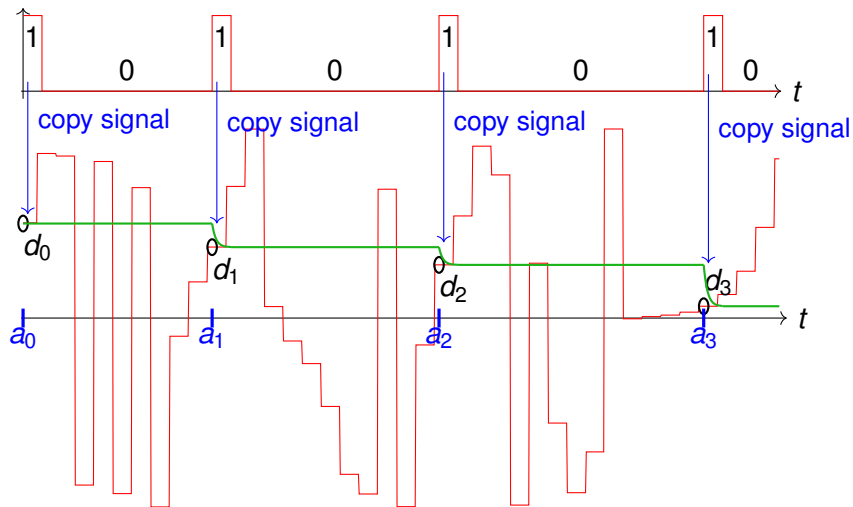 1 1 1 1
0 0 0 0
t
copy signal copy signal copy signal copy signal
d0 d1 d2 d3
t
a0 a1 a2 a3